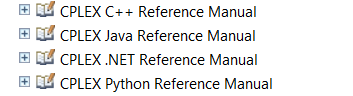 CPLEX C++ Reference Manual
CPLEX Java Reference Manual
CPLEX .NET Reference Manual
CPLEX Python Reference Manual